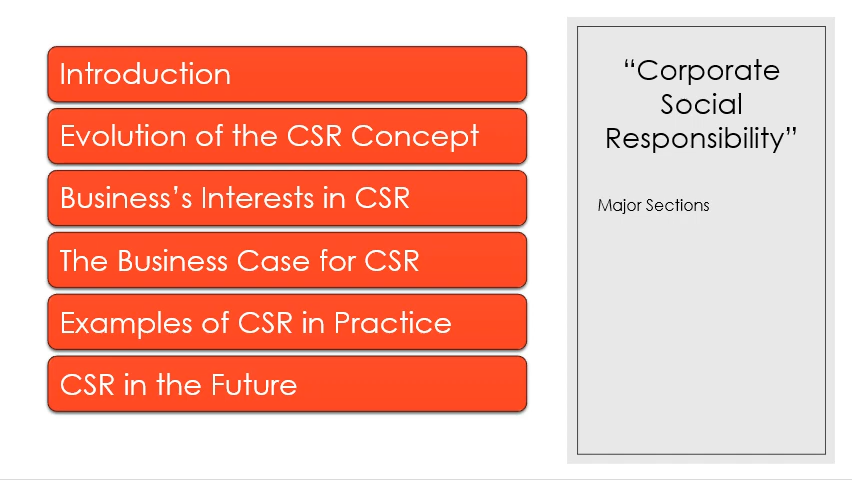 Introduction
Evolution of the CSR Concept
Business’s Interests in CSR
The Business Case for CSR
Examples of CSR in Practice
CSR in the Future
“Corporate
Social
Responsibility”
Major Sections